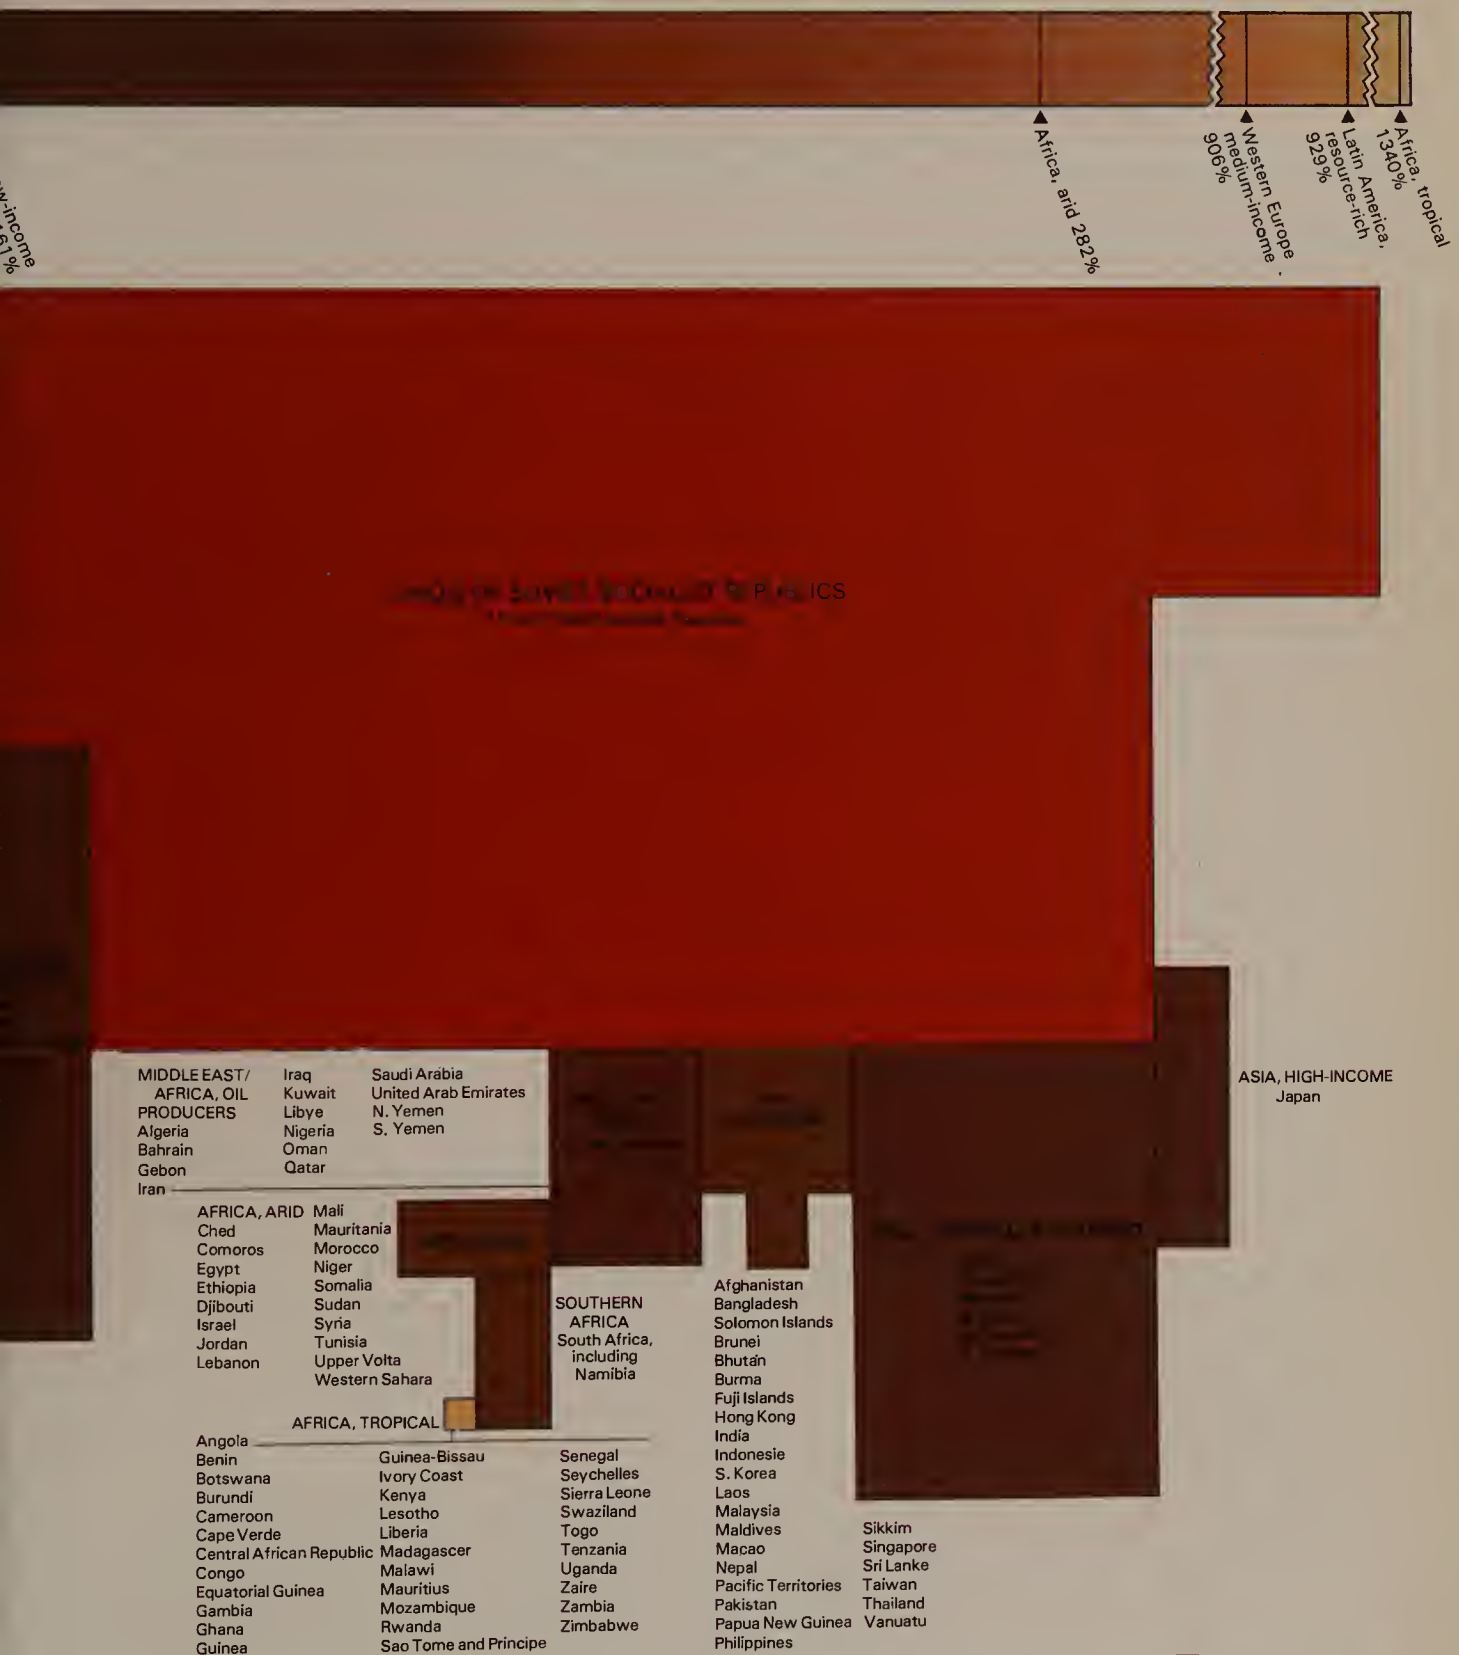 w-income
161%
Africa, arid 282%
Western Europe
medium-income
906%
Latin America,
resource-rich
929%
Africa, tropical
1340%
SOVIET SOCIALIST REPUBLICS
MIDDLE EAST/
AFRICA, OIL
PRODUCERS
Algeria
Bahrain
Gebon
Iran
Iraq
Kuwait
Libye
Nigeria
Oman
Qatar
Saudi Arabia
United Arab Emirates
N. Yemen
S. Yemen
ASIA, HIGH-INCOME
Japan
AFRICA, ARID
Ched
Comoros
Egypt
Ethiopia
Djibouti
Israel
Jordan
Lebanon
Mali
Mauritania
Morocco
Niger
Somalia
Sudan
Syria
Tunisia
Upper Volta
Western Sahara
SOUTHERN
AFRICA
South Africa,
including
Namibia
AFRICA, TROPICAL
Angola
Benin
Botswana
Burundi
Cameroon
Cape Verde
Central African Republic
Congo
Equatorial Guinea
Gambia
Ghana
Guinea
Guinea-Bissau
Ivory Coast
Kenya
Lesotho
Liberia
Madagascer
Malawi
Mauritius
Mozambique
Rwanda
Sao Tome and Principe
Senegal
Seychelles
Sierra Leone
Swaziland
Togo
Tenzania
Uganda
Zaire
Zambia
Zimbabwe
Afghanistan
Bangladesh
Solomon Islands
Brunei
Bhután
Burma
Fuji Islands
Hong Kong
India
Indonesie
S. Korea
Laos
Malaysia
Maldives
Macao
Nepal
Pacific Territories
Pakistan
Papua New Guinea
Philippines
Sikkim
Singapore
Sri Lanke
Taiwan
Thailand
Vanuatu